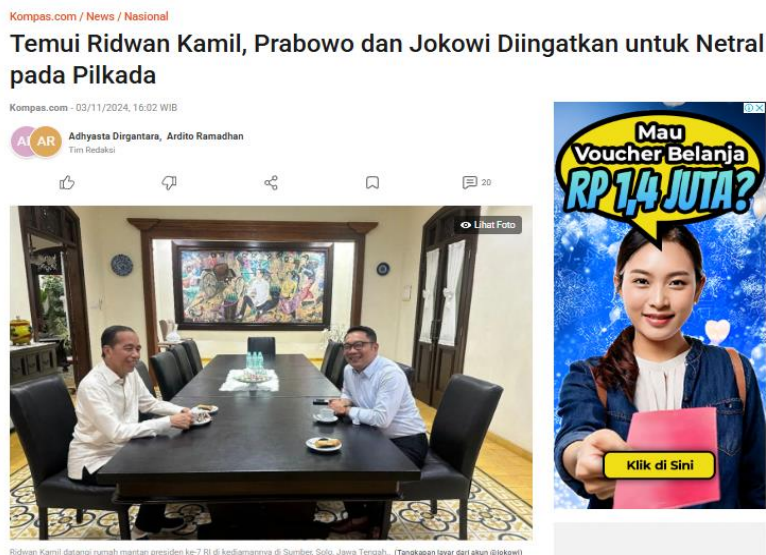 Kompas.com / News / Nasional
Temui Ridwan Kamil, Prabowo dan Jokowi Diingatkan untuk Netral
pada Pilkada
Kompas.com - 03/11/2024, 16:02 WIB
AR
Adhyasta Dirgantara, Ardito Ramadhan
Tim Redaksi
20
Lihat Foto
Ridwan Kamil datangi rumah mantan presiden ke-7 RI di kediamannya di Sumber, Solo, Jawa Tengah... (Tangkapan layar dari akun @jokowi)
Mau
Voucher Belanja
RP 1,4 JUTA?
Klik di Sini